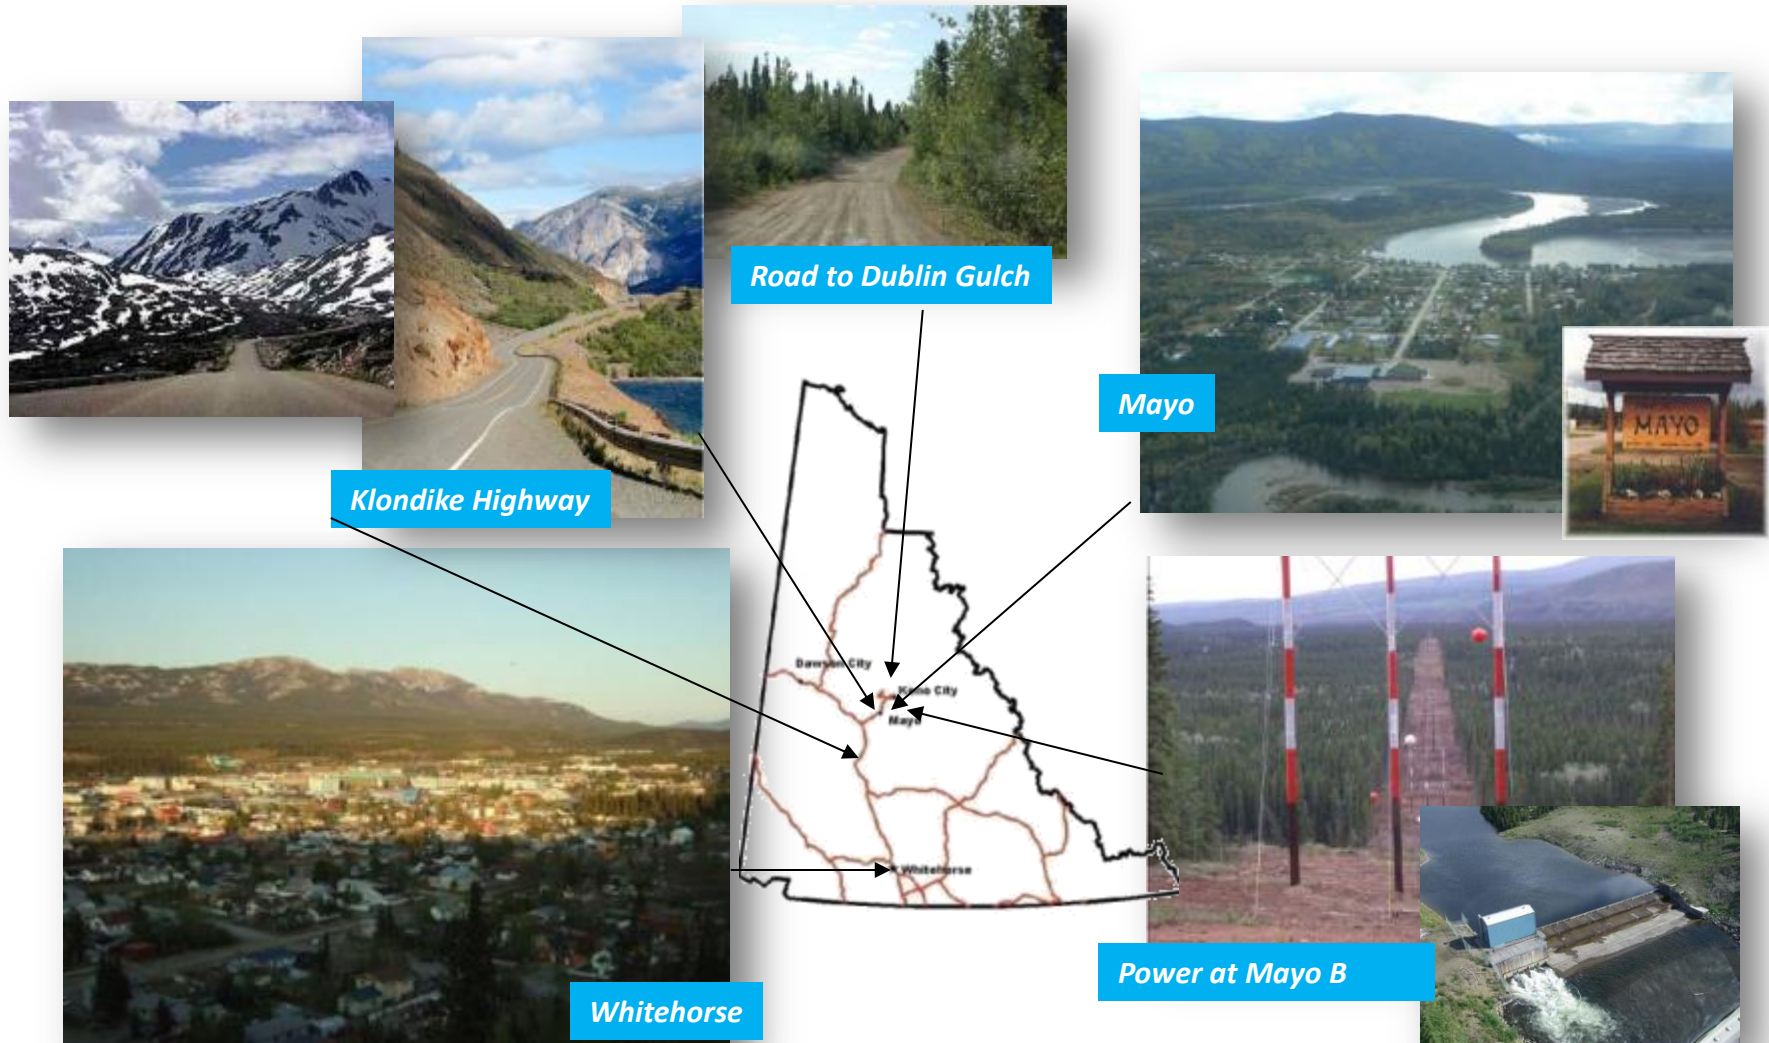 Road to Dublin Gulch
Mayo
MAYO
Klondike Highway
Dawson City
Keno City
Mayo
Whitehorse
Power at Mayo B
Whitehorse